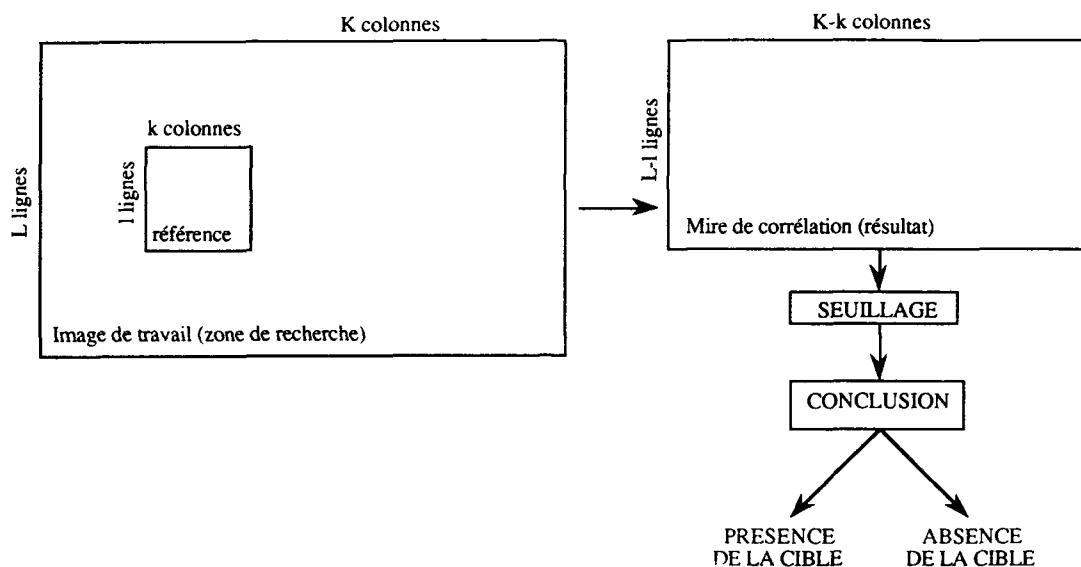 K colonnes
L lignes
k colonnes
l lignes
référence
Image de travail (zone de recherche)
K-k colonnes
L-l lignes
Mire de corrélation (résultat)
SEUILLAGE
CONCLUSION
PRESENCE
DE LA CIBLE
ABSENCE
DE LA CIBLE